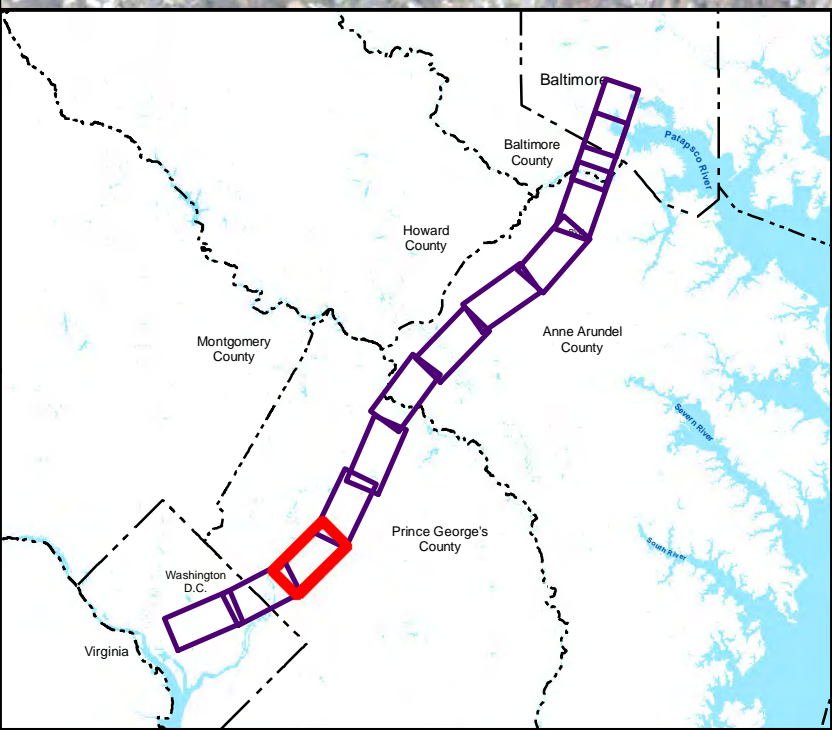 Baltimore
Baltimore
County
Patapsco River
Howard
County
Anne Arundel
County
Montgomery
County
Severn River
Prince George's
County
South River
Washington
D.C.
Virginia